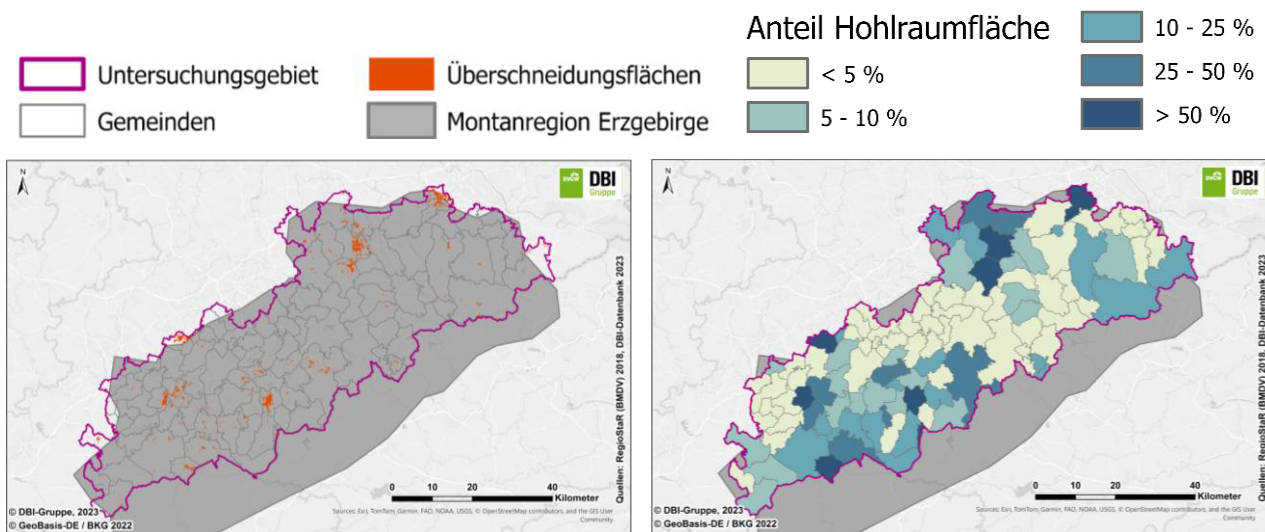 Untersuchungsgebiet
Gemeinden
Überschneidungsflächen
Montanregion Erzgebirge
Anteil Hohlraumfläche
< 5 %
5 - 10 %
10 - 25 %
25 - 50 %
> 50 %
N
DVGW DBI
Gruppe
Quellen: RegioStaR (BMDV) 2018, DBI-Datenbank 2023
0 10 20 40
Kilometer
© DBI-Gruppe, 2023
© GeoBasis-DE / BKG 2022
Sources: Esri, TomTom, Garmin, FAO, NOAA, USGS, © OpenStreetMap contributors, and the GIS User
Community
N
DVGW DBI
Gruppe
Quellen: RegioStaR (BMDV) 2018, DBI-Datenbank 2023
0 10 20 40
Kilometer
© DBI-Gruppe, 2023
© GeoBasis-DE / BKG 2022
Sources: Esri, TomTom, Garmin, FAO, NOAA, USGS, © OpenStreetMap contributors, and the GIS User
Community